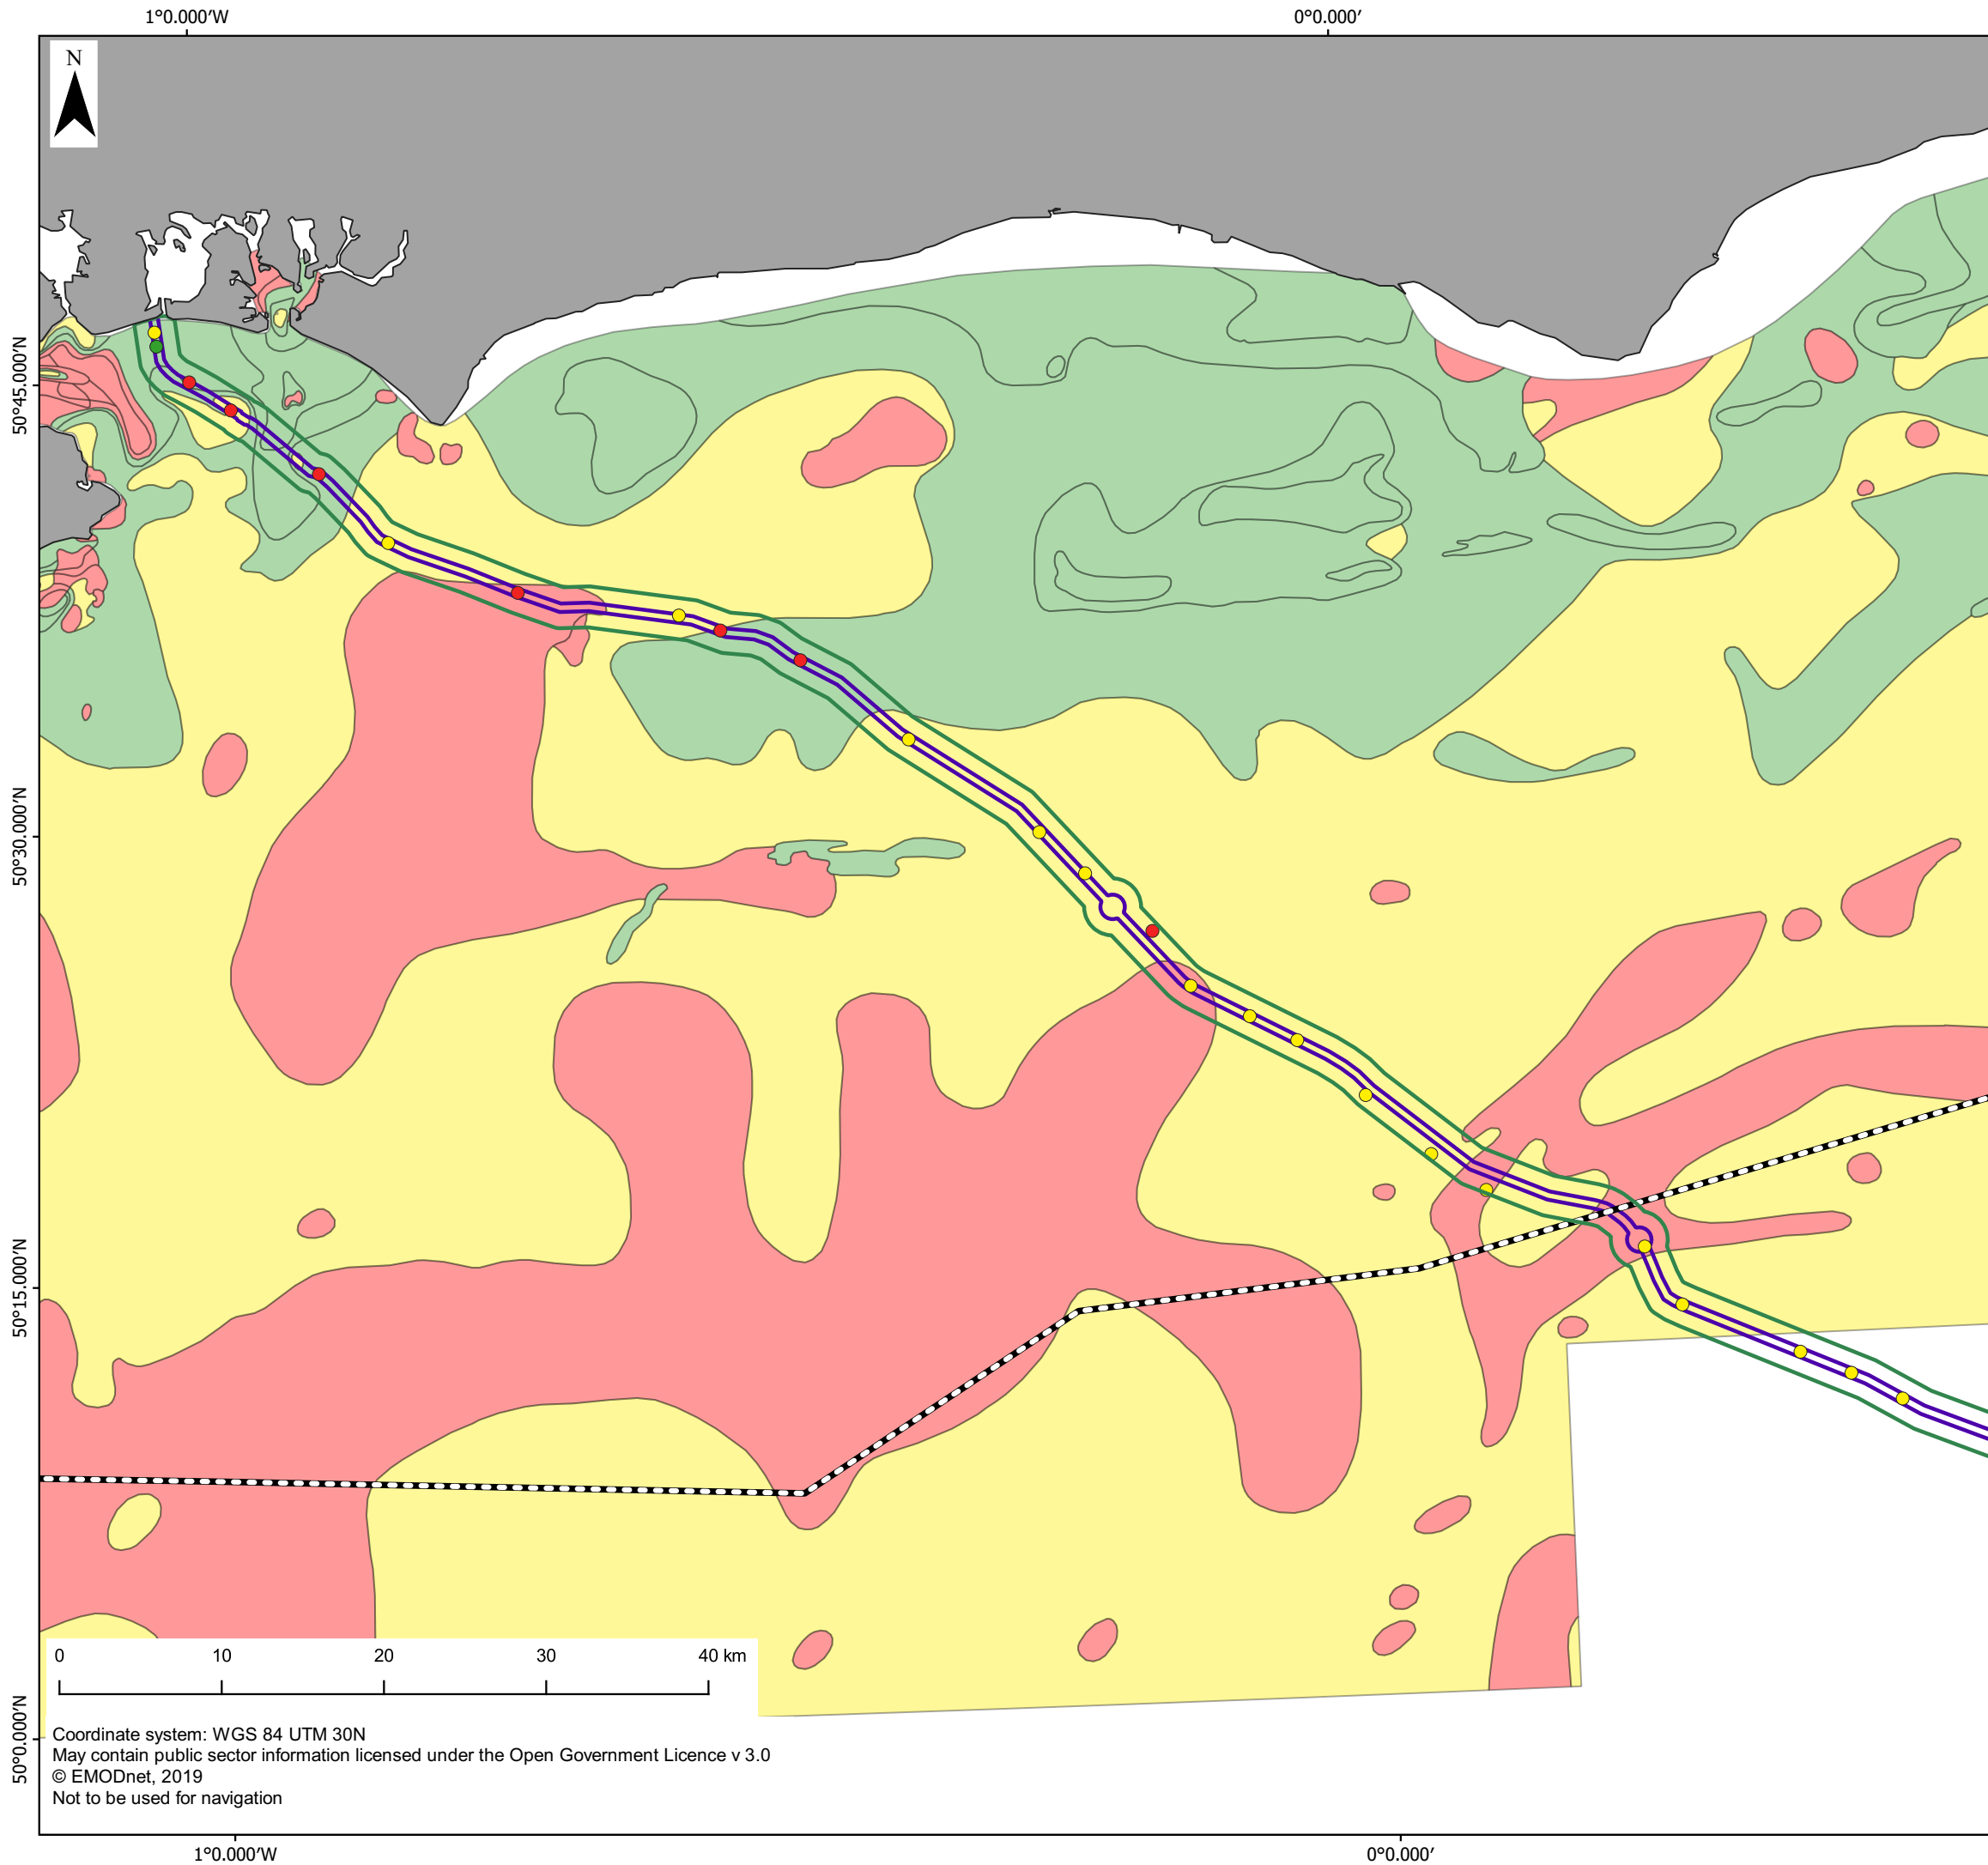 1°0.000′W
0°0.000′
N
50°45.000′N
50°30.000′N
50°15.000′N
50°0.000′N
0 10 20 30 40 km
Coordinate system: WGS 84 UTM 30N
May contain public sector information licensed under the Open Government Licence v 3.0
© EMODnet, 2019
Not to be used for navigation
1°0.000′W
0°0.000′